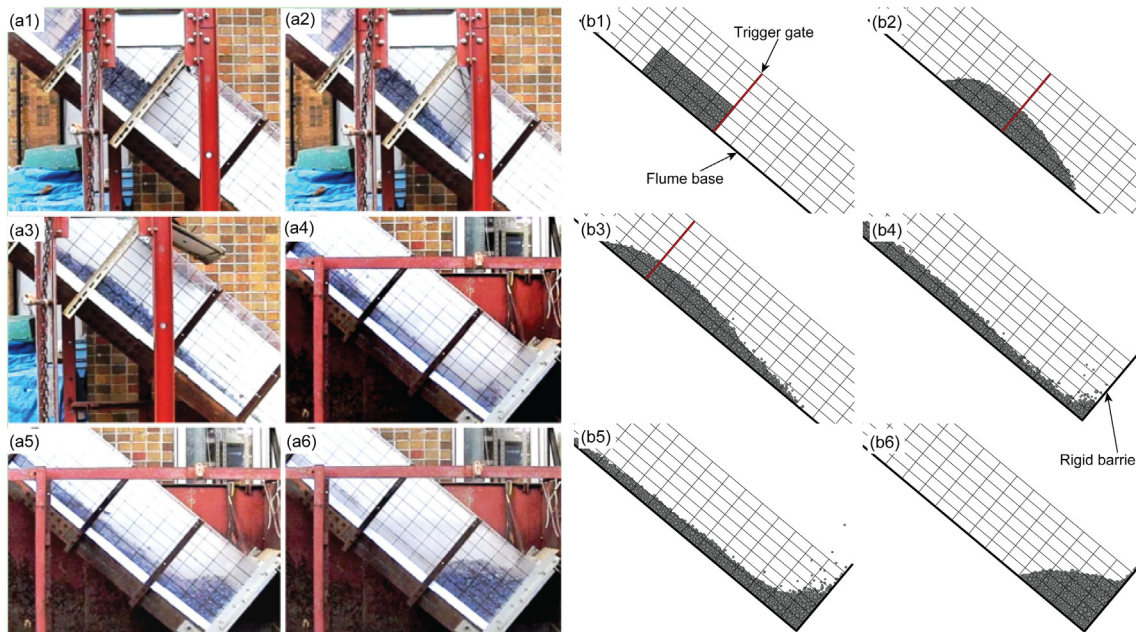 (a1)
(a2)
(b1)
Trigger gate
Flume base
(b2)
(a3)
(a4)
(b3)
(b4)
Rigid barrie
(a5)
(a6)
(b5)
(b6)